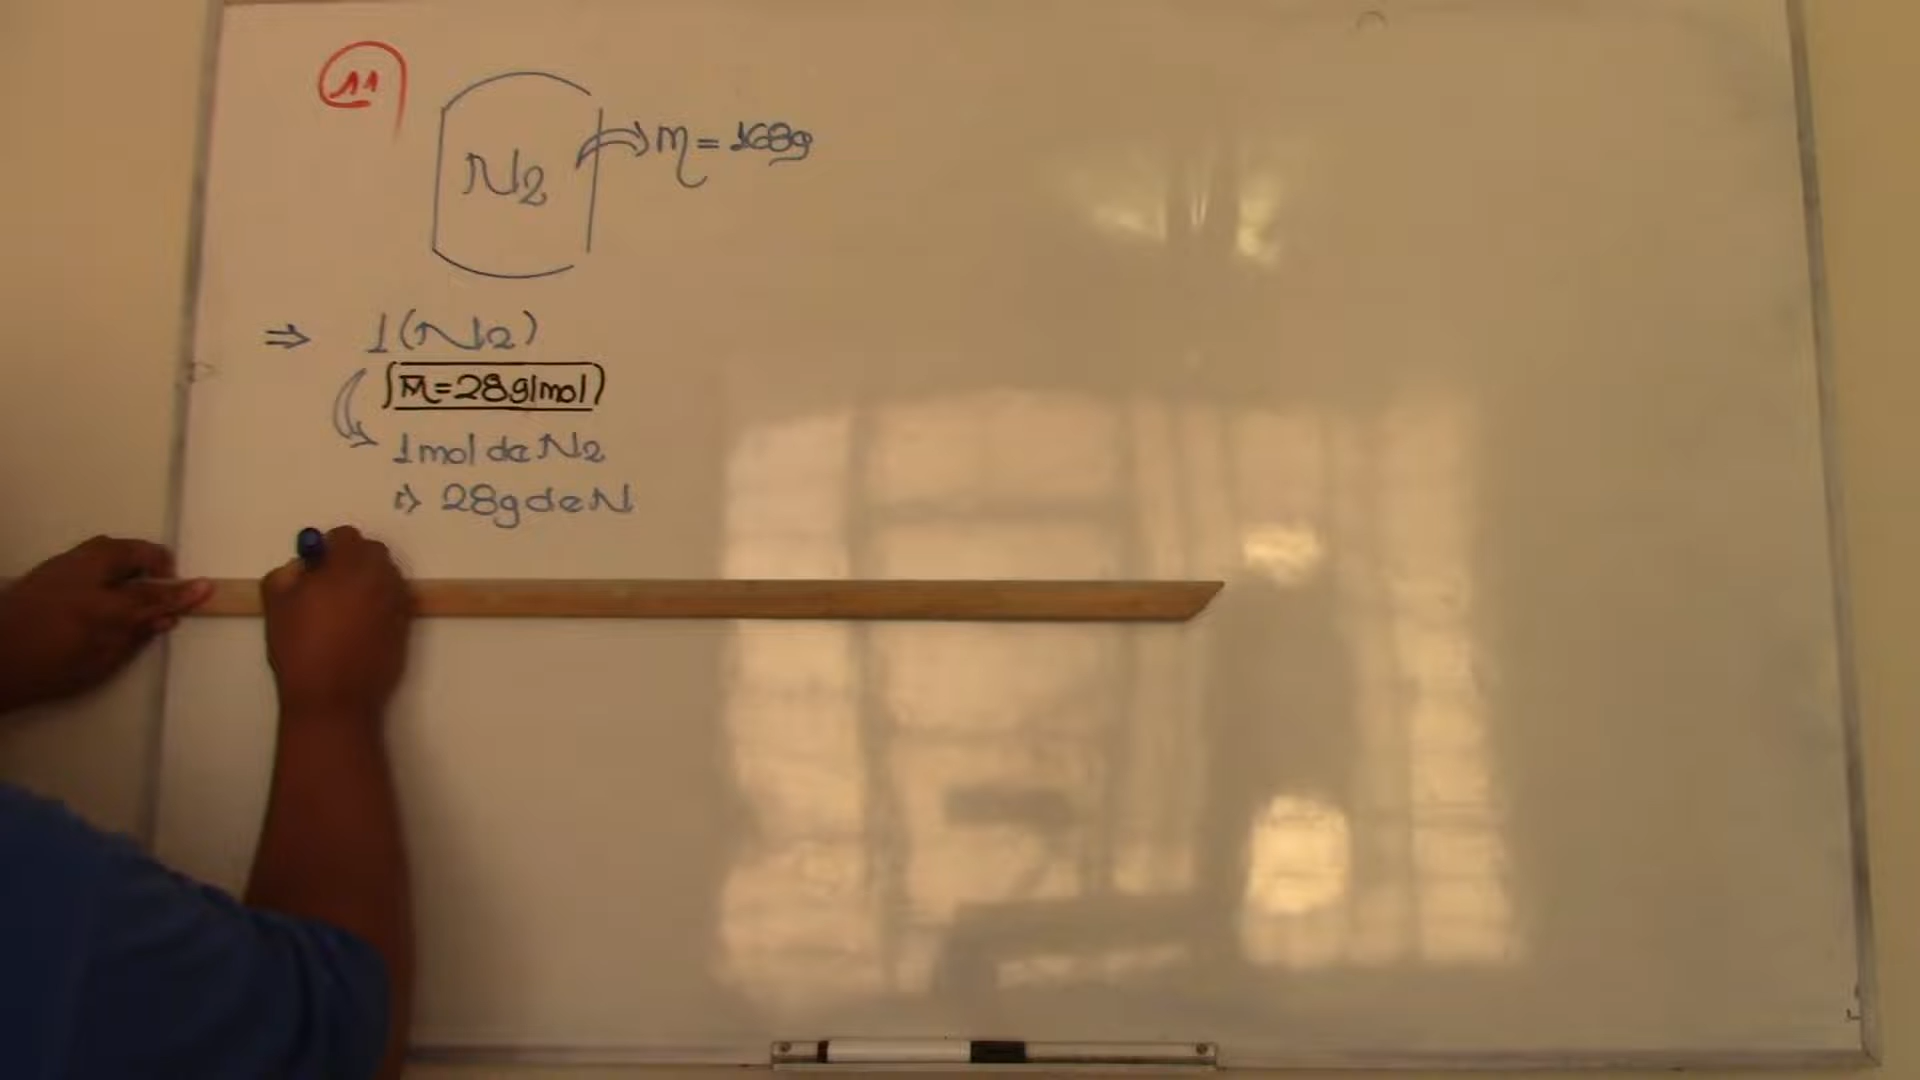 11
N2
m = 168g
⇒ 1(N2)
M=28g/mol
1 mol de N2
⇒ 28g de N